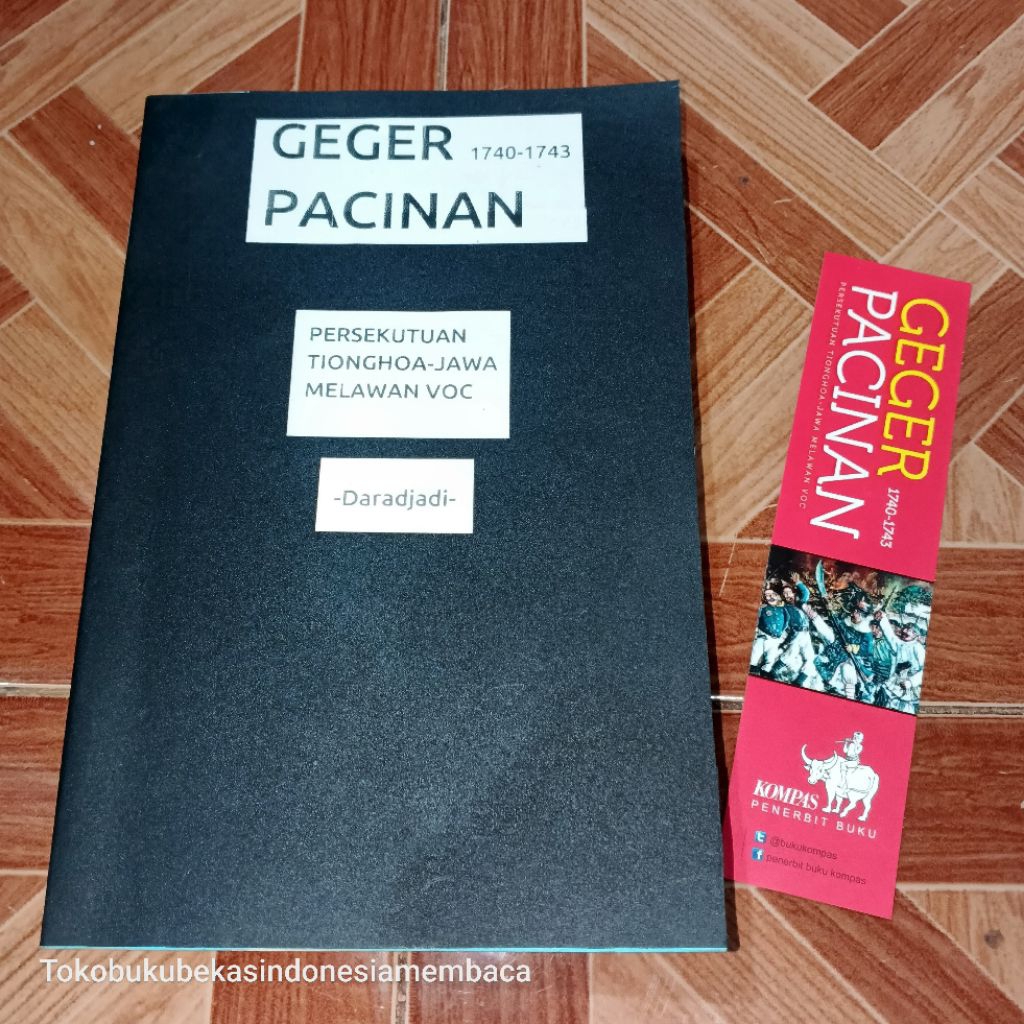 GEGER 1740-1743
PACINAN
PERSEKUTUAN
TIONGHOA-JAWA
MELAWAN VOC
-Daradjadi-
GEGER
PACINAN 1740-1743
PERSEKUTUAN TIONGHOA-JAWA MELAWAN VOC
KOMPAS
PENERBIT BUKU
@bukukompas
penerbit buku kompas
Tokobukubekasindonesiamembaca